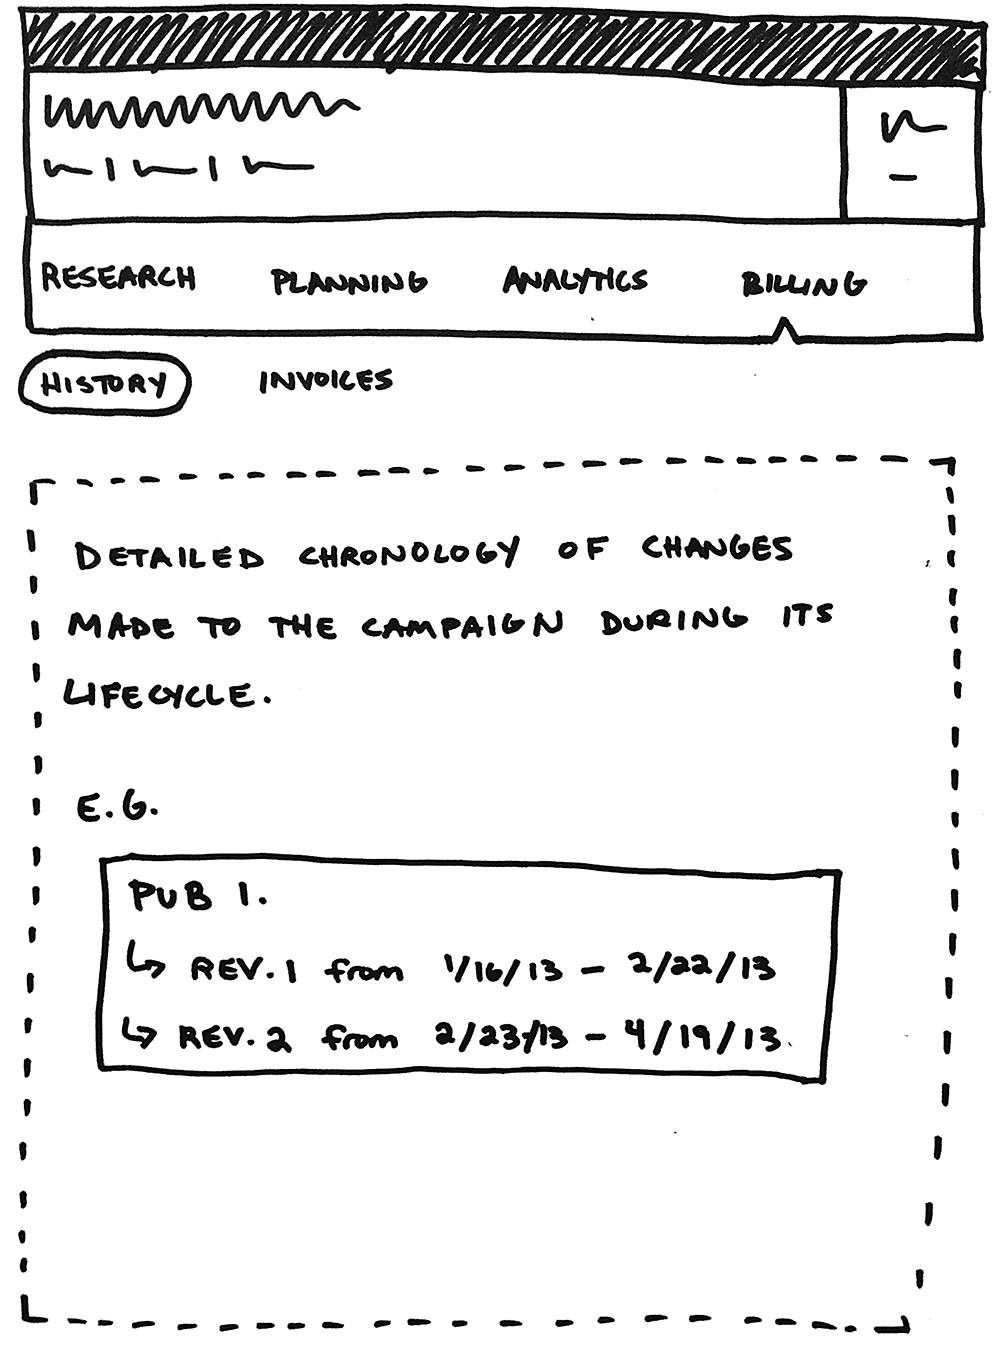 RESEARCH PLANNING ANALYTICS BILLING
HISTORY INVOICES
DETAILED CHRONOLOGY OF CHANGES
MADE TO THE CAMPAIGN DURING ITS
LIFECYCLE.
E.G.
PUB 1.
↳ REV. 1 from 1/16/13 – 2/22/13
↳ REV. 2 from 2/23/13 – 4/19/13